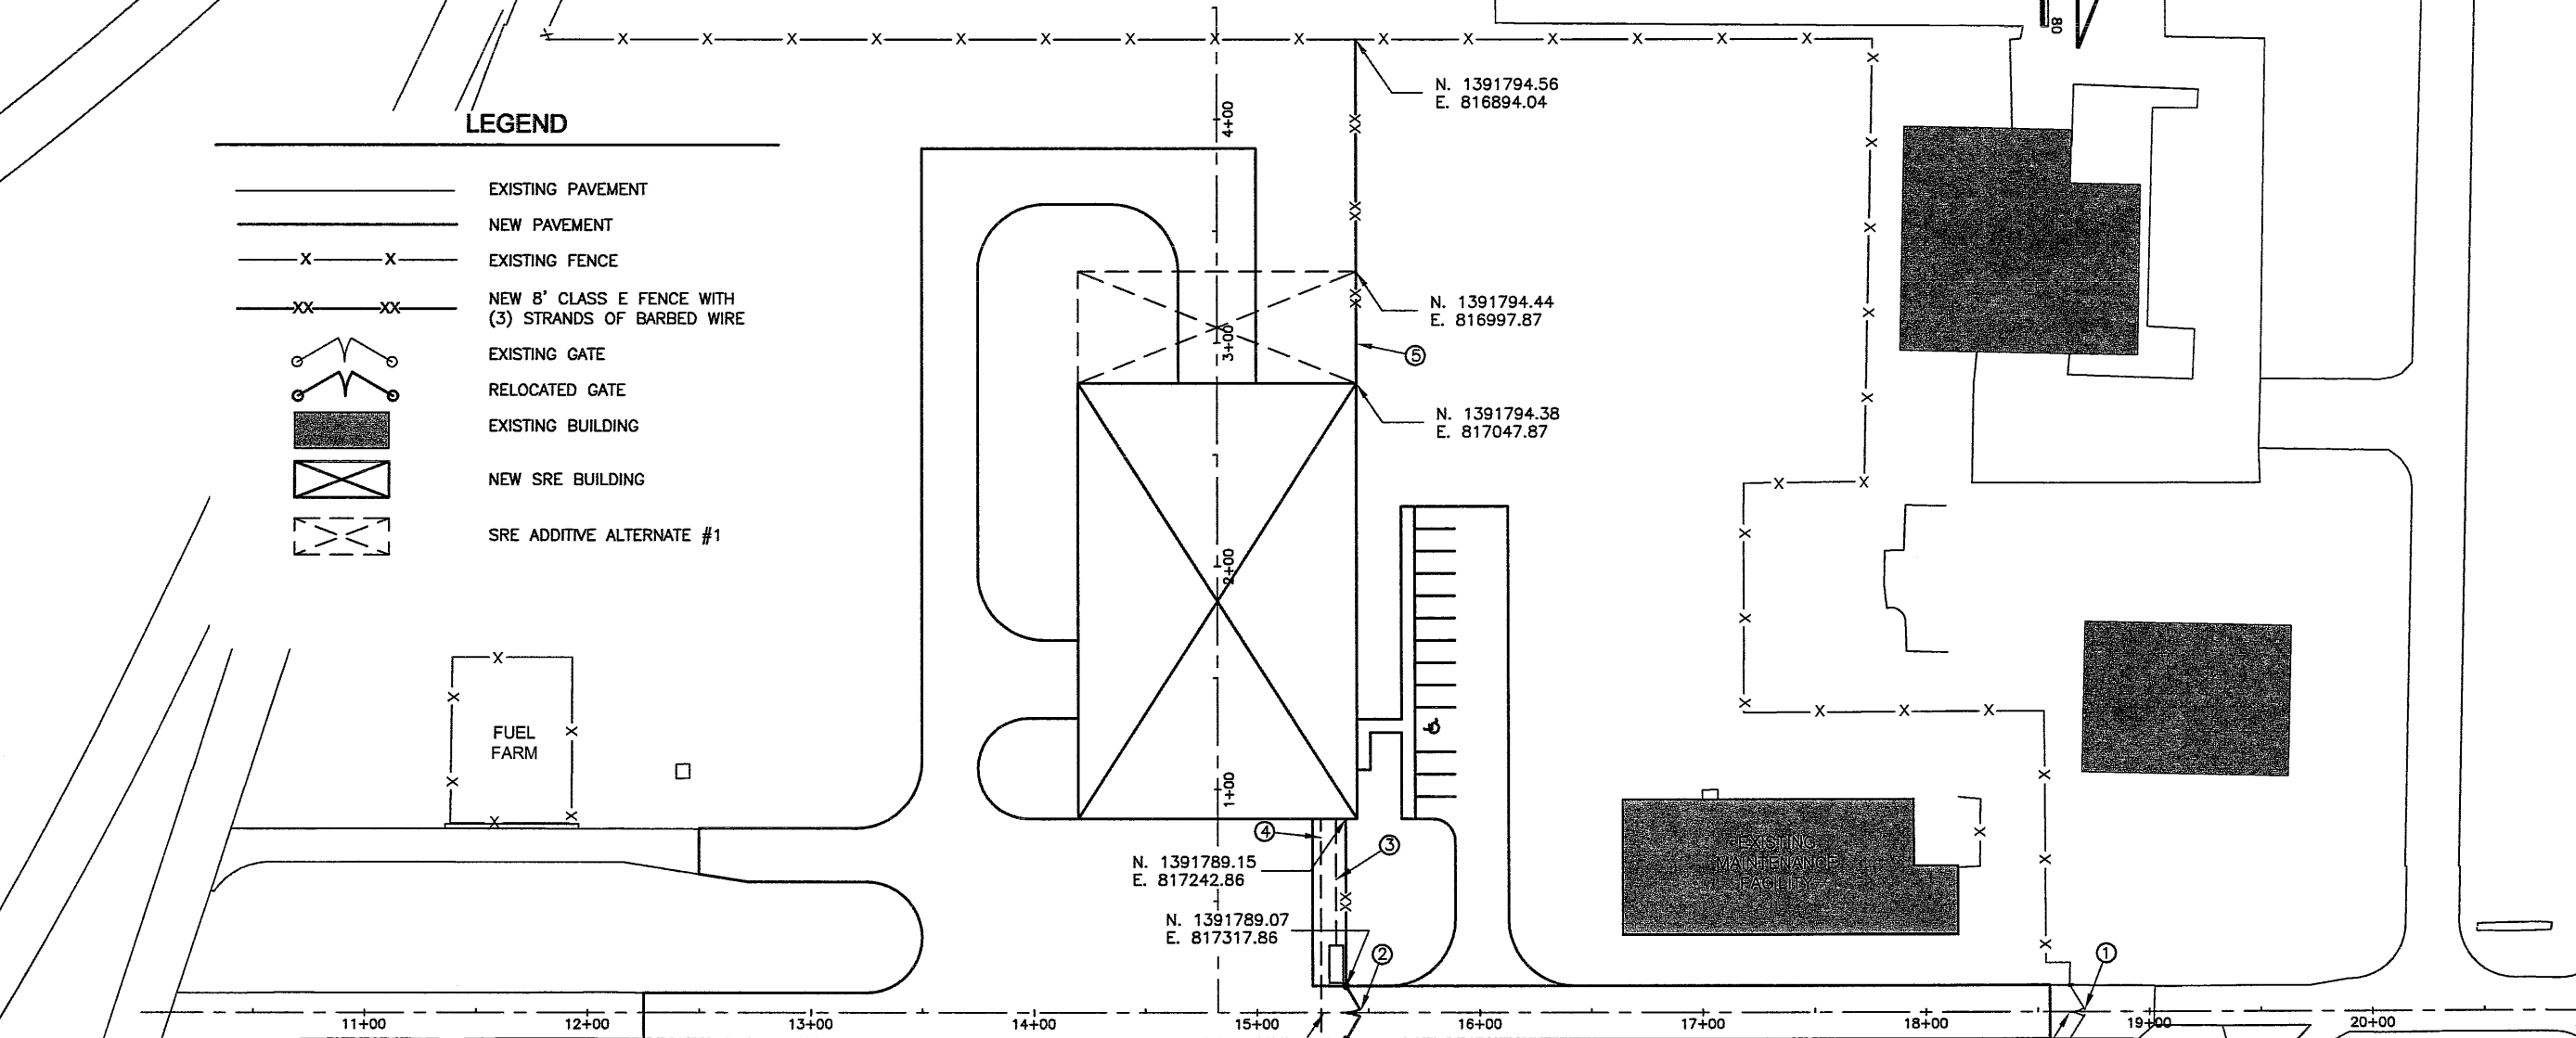 LEGEND
EXISTING PAVEMENT
NEW PAVEMENT
X X EXISTING FENCE
XX XX NEW 8' CLASS E FENCE WITH
(3) STRANDS OF BARBED WIRE
EXISTING GATE
RELOCATED GATE
EXISTING BUILDING
NEW SRE BUILDING
SRE ADDITIVE ALTERNATE #1
FUEL
FARM
80
N. 1391794.56
E. 816894.04
N. 1391794.44
E. 816997.87
5
N. 1391794.38
E. 817047.87
4+00
3+00
2+00
1+00
4
3
N. 1391789.15
E. 817242.86
N. 1391789.07
E. 817317.86
2
EXISTING
MAINTENANCE
FACILITY
1
11+00
12+00
13+00
14+00
15+00
16+00
17+00
18+00
19+00
20+00